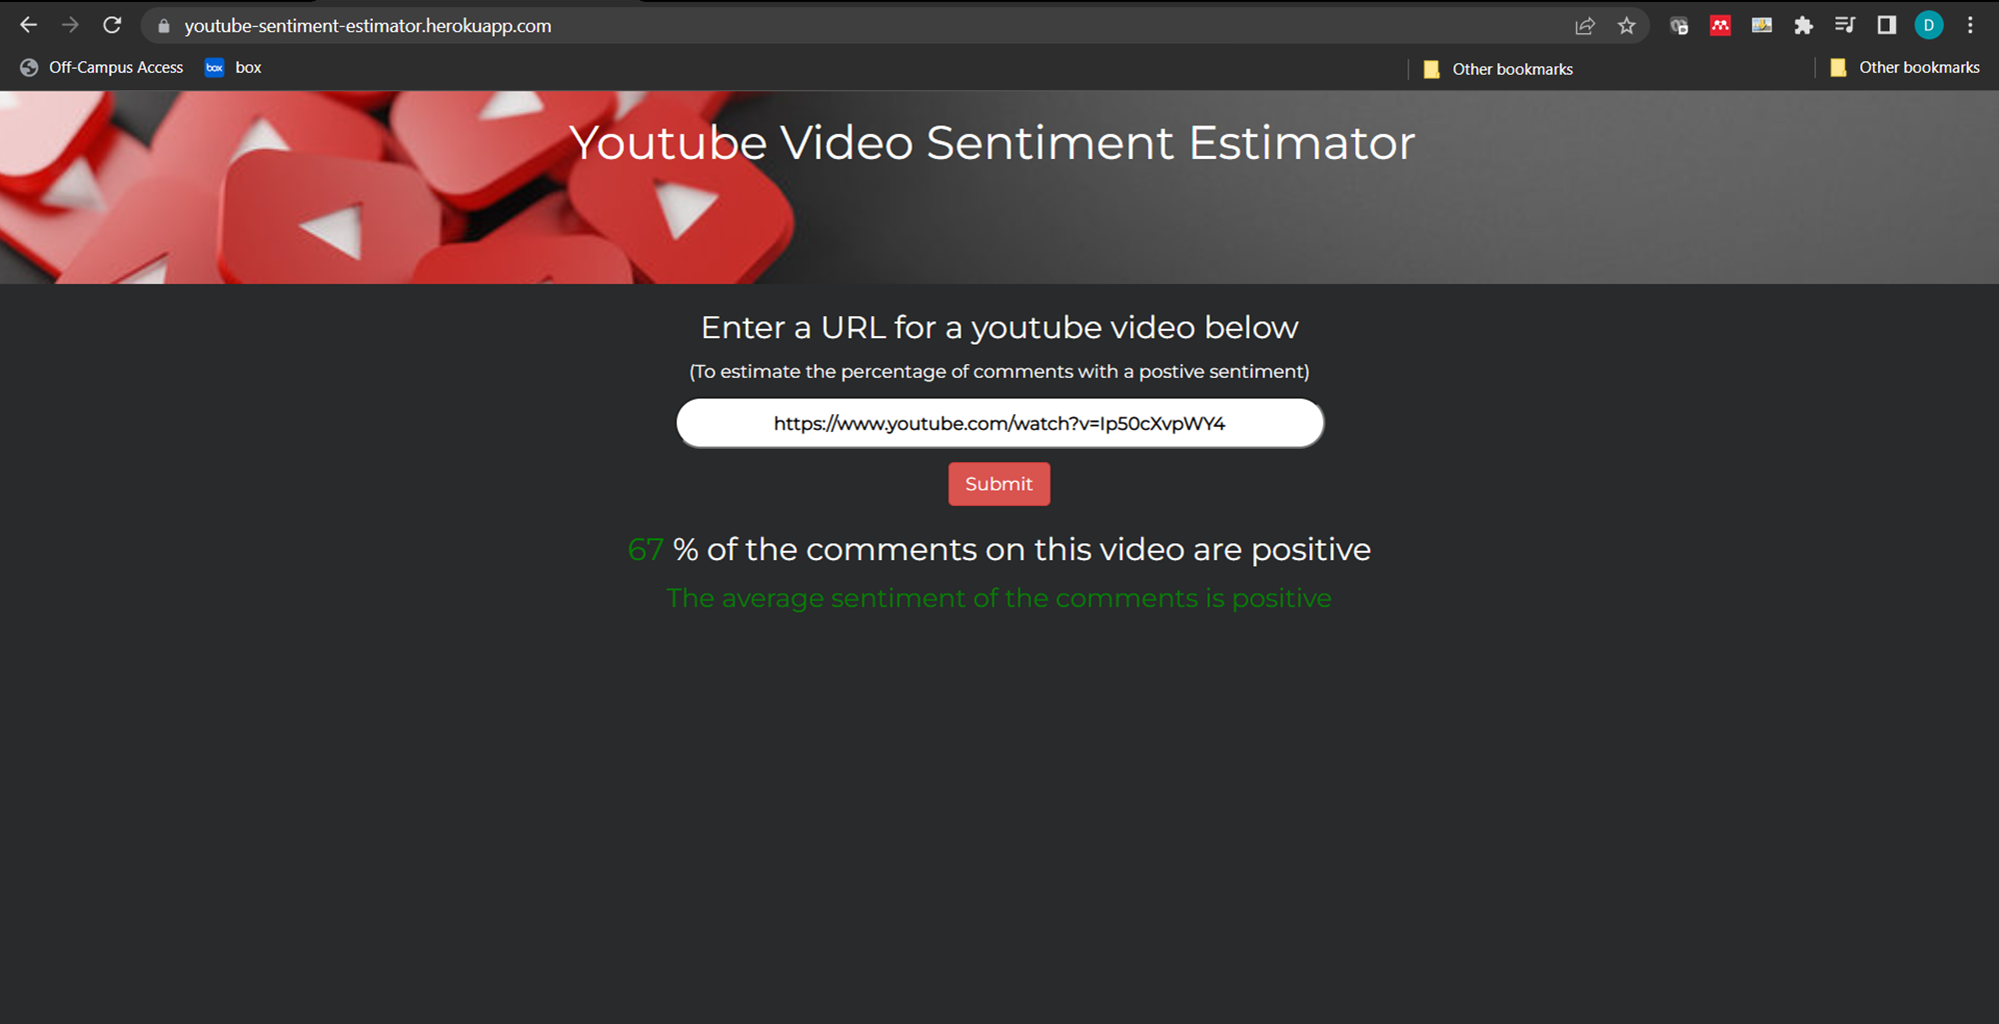 youtube-sentiment-estimator.herokuapp.com
D
Off-Campus Access
box box
Other bookmarks
Other bookmarks
Youtube Video Sentiment Estimator
Enter a URL for a youtube video below
(To estimate the percentage of comments with a postive sentiment)
https://www.youtube.com/watch?v=Ip50cXvpWY4
Submit
67 % of the comments on this video are positive
The average sentiment of the comments is positive